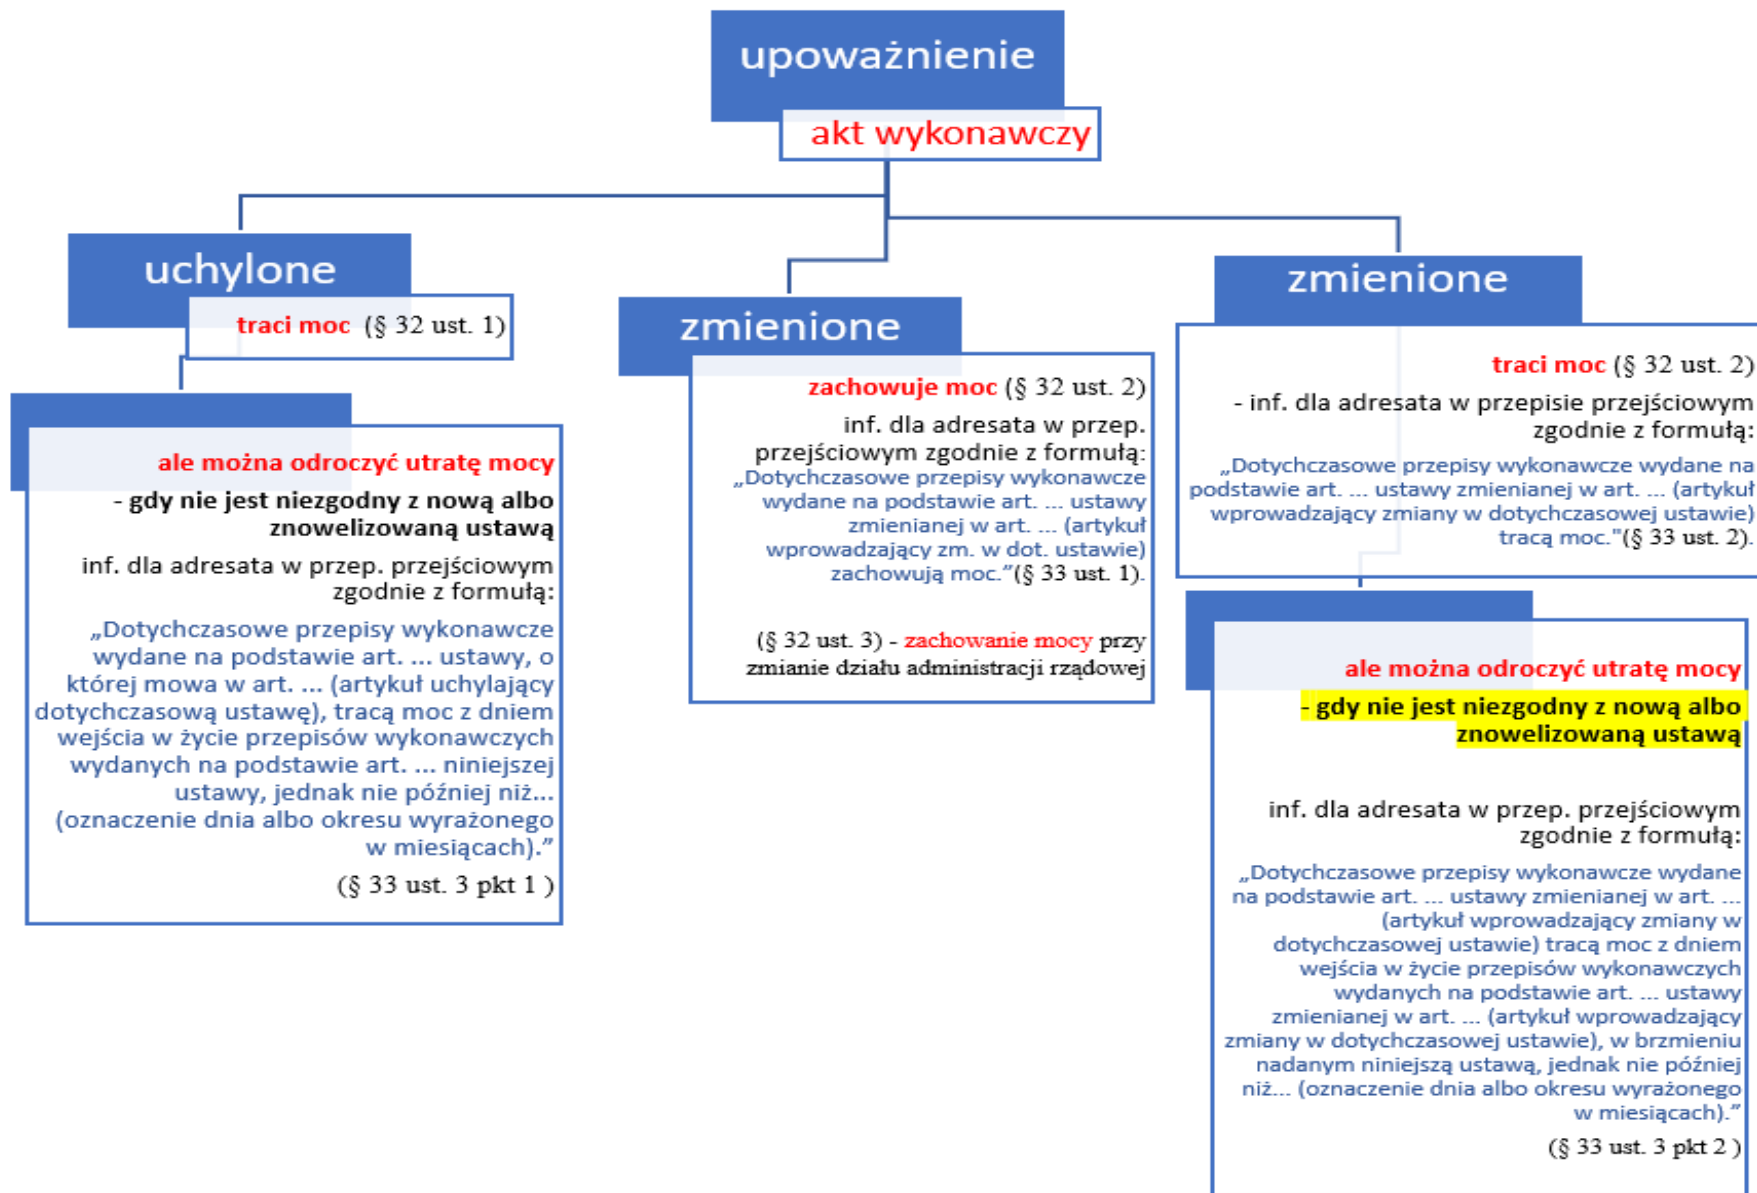 upoważnienie
akt wykonawczy
uchylone
traci moc (§ 32 ust. 1)
ale można odroczyć utratę mocy
- gdy nie jest niezgodny z nową albo
znowelizowaną ustawą
inf. dla adresata w przep. przejściowym
zgodnie z formułą:
„Dotychczasowe przepisy wykonawcze
wydane na podstawie art. ... ustawy, o
której mowa w art. ... (artykuł uchylający
dotychczasową ustawę), tracą moc z dniem
wejścia w życie przepisów wykonawczych
wydanych na podstawie art. ... niniejszej
ustawy, jednak nie później niż...
(oznaczenie dnia albo okresu wyrażonego
w miesiącach).”
(§ 33 ust. 3 pkt 1 )
zmienione
zachowuje moc (§ 32 ust. 2)
inf. dla adresata w przep.
przejściowym zgodnie z formułą:
„Dotychczasowe przepisy wykonawcze
wydane na podstawie art. ... ustawy
zmienianej w art. ... (artykuł
wprowadzający zm. w dot. ustawie)
zachowują moc.”(§ 33 ust. 1).
(§ 32 ust. 3) - zachowanie mocy przy
zmianie działu administracji rządowej
zmienione
traci moc (§ 32 ust. 2)
- inf. dla adresata w przepisie przejściowym
zgodnie z formułą:
„Dotychczasowe przepisy wykonawcze wydane na
podstawie art. ... ustawy zmienianej w art. ... (artykuł
wprowadzający zmiany w dotychczasowej ustawie)
tracą moc."(§ 33 ust. 2).
ale można odroczyć utratę mocy
- gdy nie jest niezgodny z nową albo
znowelizowaną ustawą
inf. dla adresata w przep. przejściowym
zgodnie z formułą:
„Dotychczasowe przepisy wykonawcze wydane
na podstawie art. ... ustawy zmienianej w art. ...
(artykuł wprowadzający zmiany w
dotychczasowej ustawie) tracą moc z dniem
wejścia w życie przepisów wykonawczych
wydanych na podstawie art. ... ustawy
zmienianej w art. ... (artykuł wprowadzający
zmiany w dotychczasowej ustawie), w brzmieniu
nadanym niniejszą ustawą, jednak nie później
niż... (oznaczenie dnia albo okresu wyrażonego
w miesiącach).”
(§ 33 ust. 3 pkt 2 )